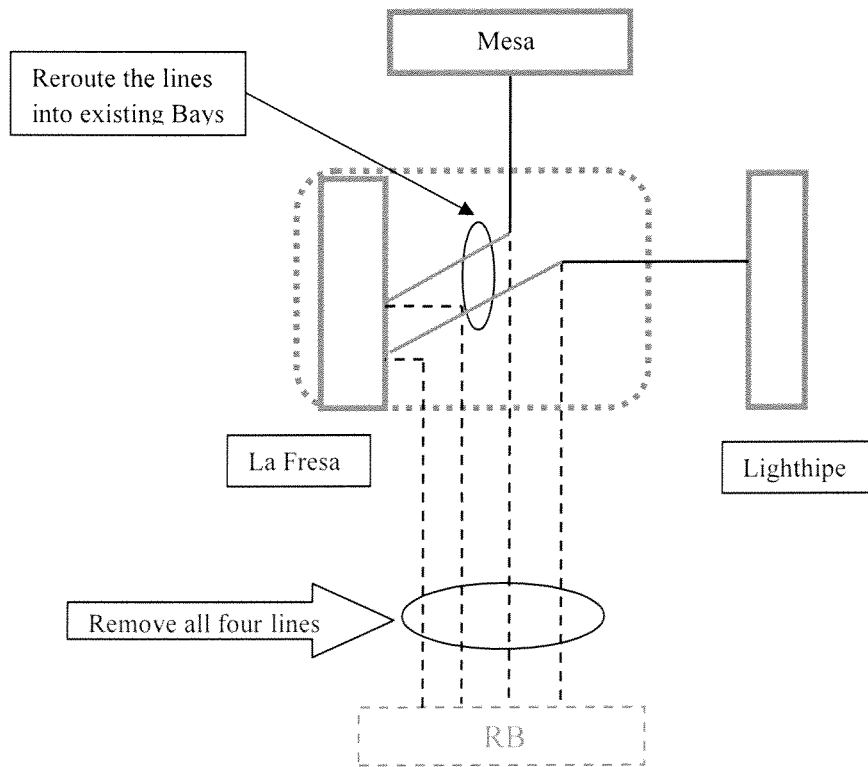 Mesa
Reroute the lines
into existing Bays
La Fresa
Lighthipe
Remove all four lines
RB